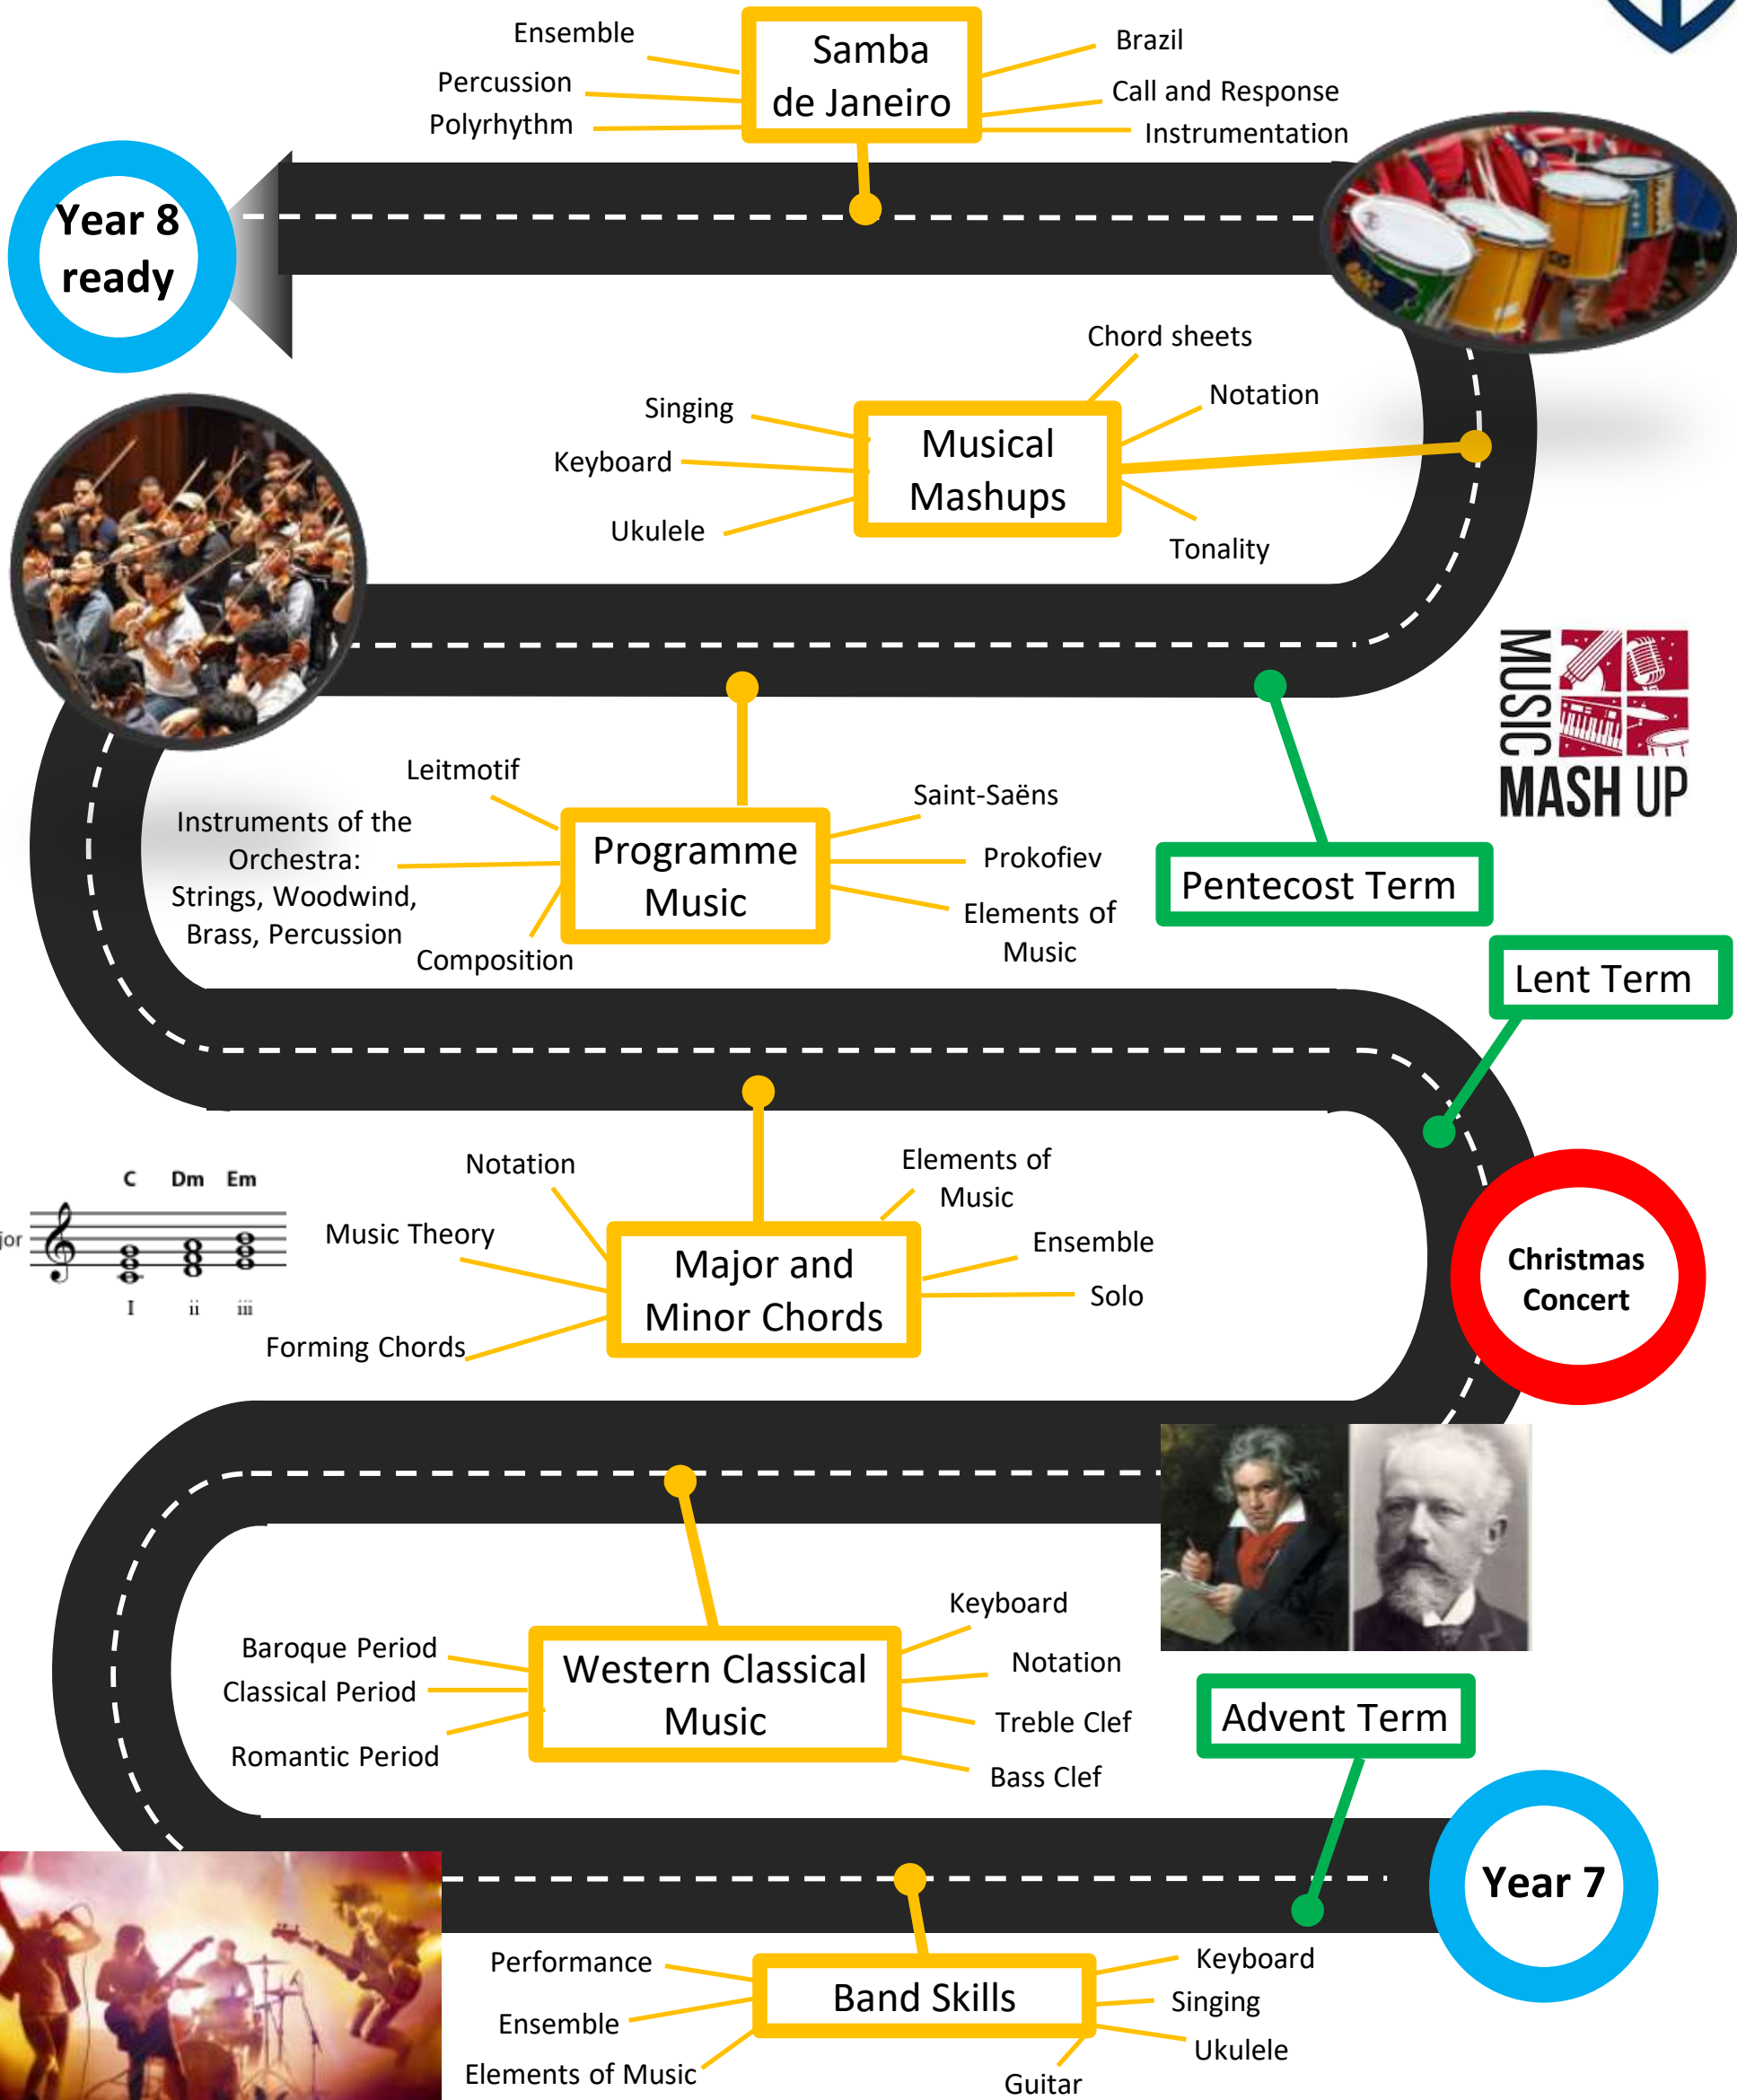 Ensemble
Percussion
Polyrhythm
Samba
de Janeiro
Brazil
Call and Response
Instrumentation
Year 8
ready
Chord sheets
Singing
Keyboard
Ukulele
Musical
Mashups
Notation
Tonality
MUSIC
MASH UP
Leitmotif
Instruments of the
Orchestra:
Strings, Woodwind,
Brass, Percussion
Composition
Programme
Music
Saint-Saëns
Prokofiev
Elements of
Music
Pentecost Term
Lent Term
C Dm Em
jor
I ii iii
Notation
Music Theory
Forming Chords
Major and
Minor Chords
Elements of
Music
Ensemble
Solo
Christmas
Concert
Baroque Period
Classical Period
Romantic Period
Western Classical
Music
Keyboard
Notation
Treble Clef
Bass Clef
Advent Term
Year 7
Performance
Ensemble
Elements of Music
Band Skills
Keyboard
Singing
Ukulele
Guitar